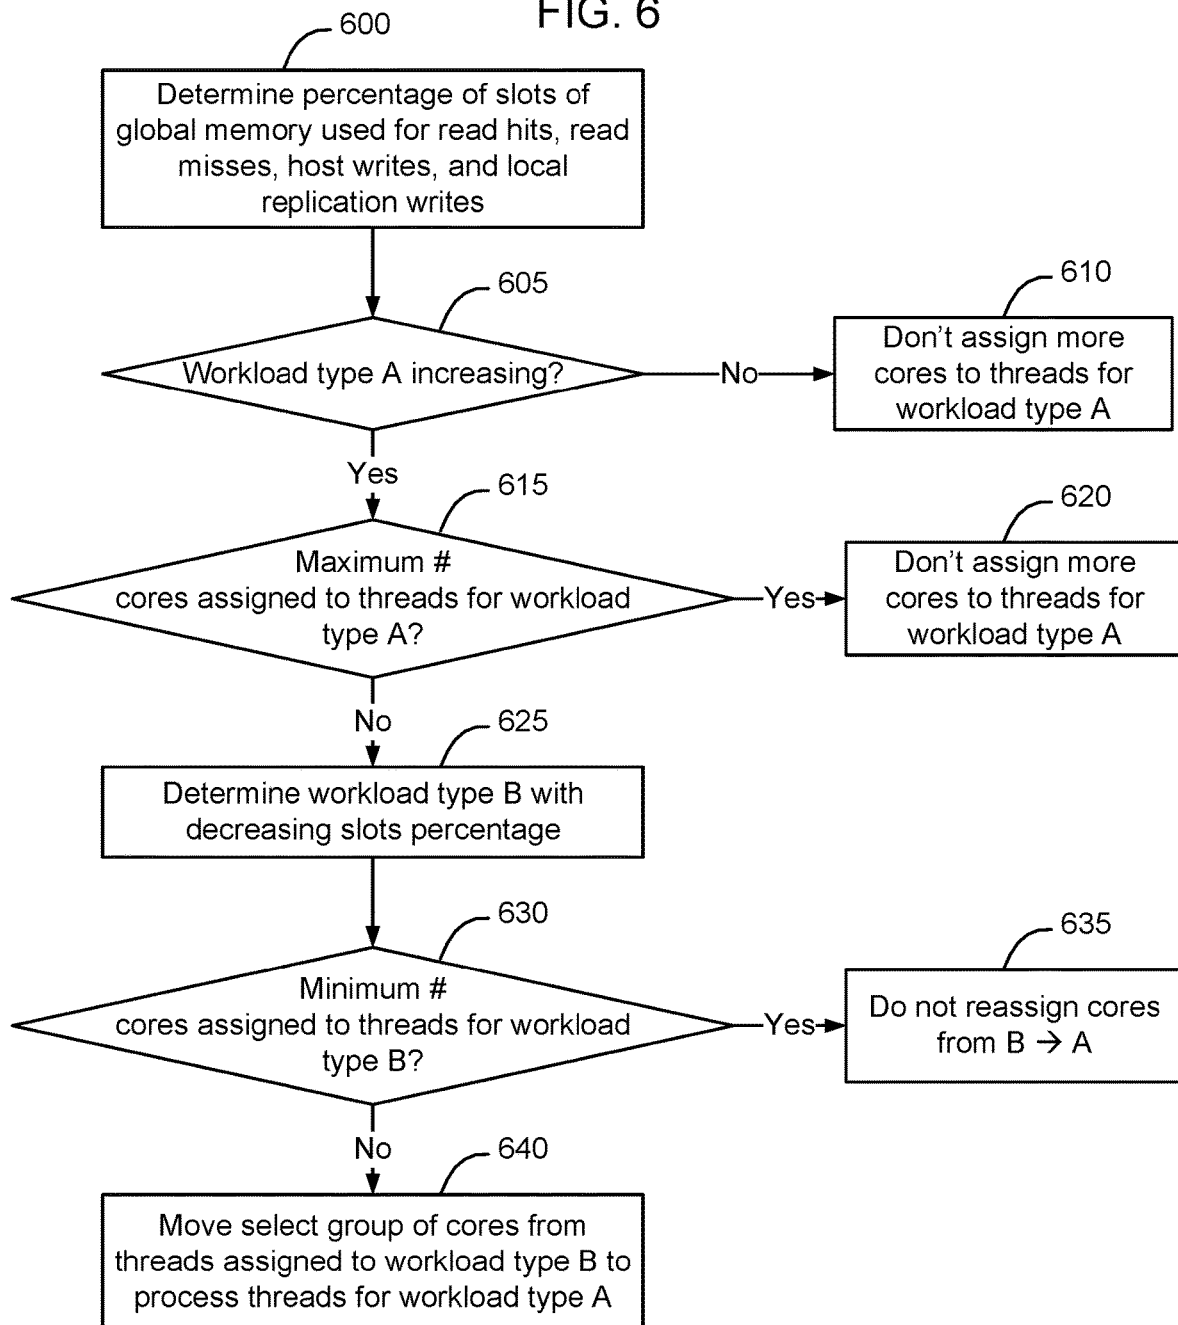 FIG. 6
600
Determine percentage of slots of
global memory used for read hits, read
misses, host writes, and local
replication writes
605
Workload type A increasing?
No
610
Don't assign more
cores to threads for
workload type A
Yes
615
Maximum #
cores assigned to threads for workload
type A?
Yes
620
Don't assign more
cores to threads for
workload type A
No
625
Determine workload type B with
decreasing slots percentage
630
Minimum #
cores assigned to threads for workload
type B?
Yes
635
Do not reassign cores
from B → A
No
640
Move select group of cores from
threads assigned to workload type B to
process threads for workload type A